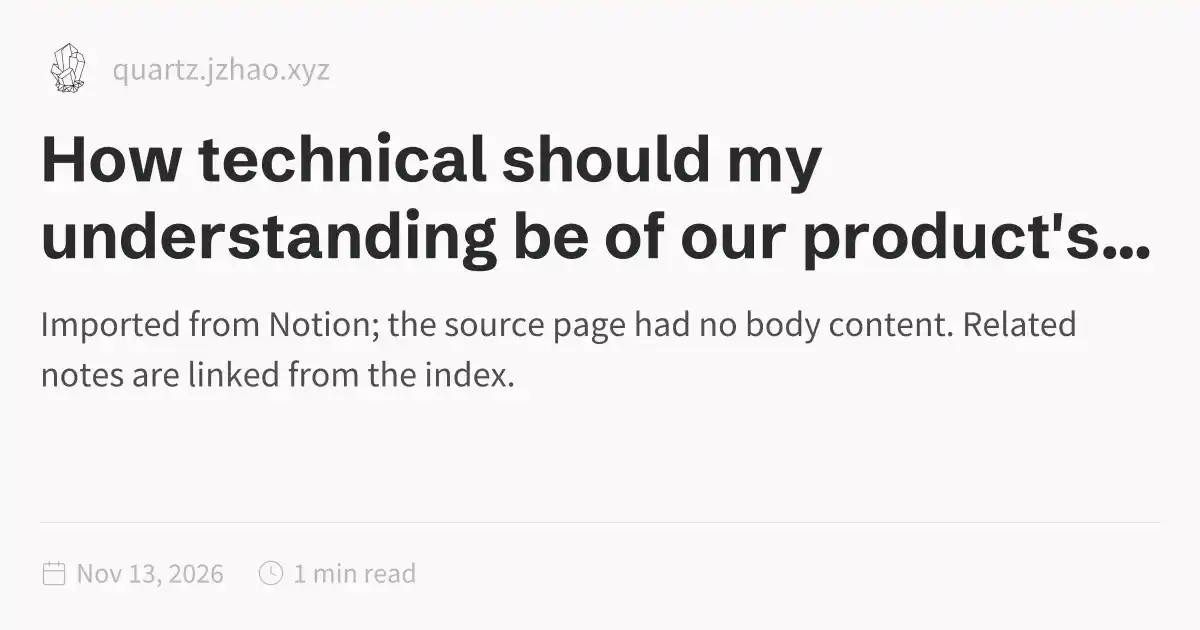 quartz.jzhao.xyz
How technical should my
understanding be of our product's...
Imported from Notion; the source page had no body content. Related
notes are linked from the index.
Nov 13, 2026 1 min read